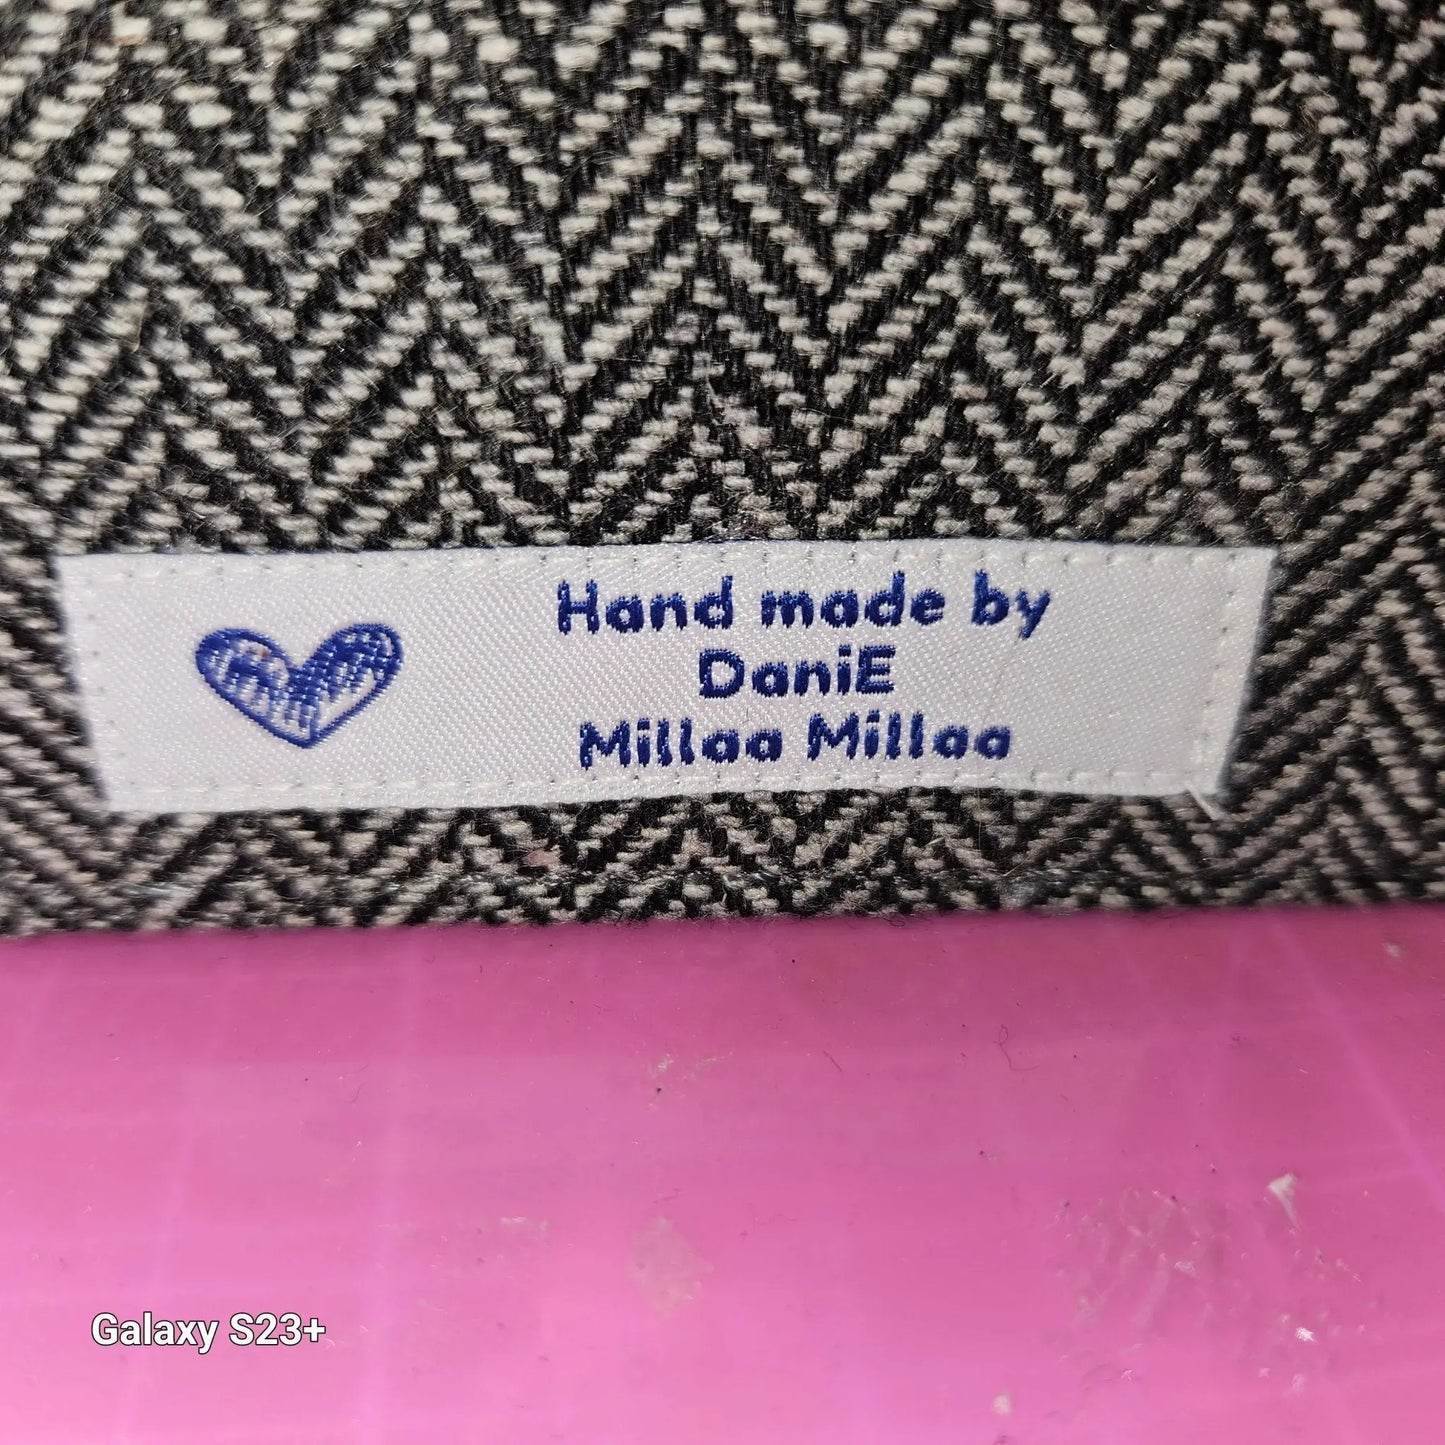 Hand made by
DaniE
Millaa Millaa
Galaxy S23+